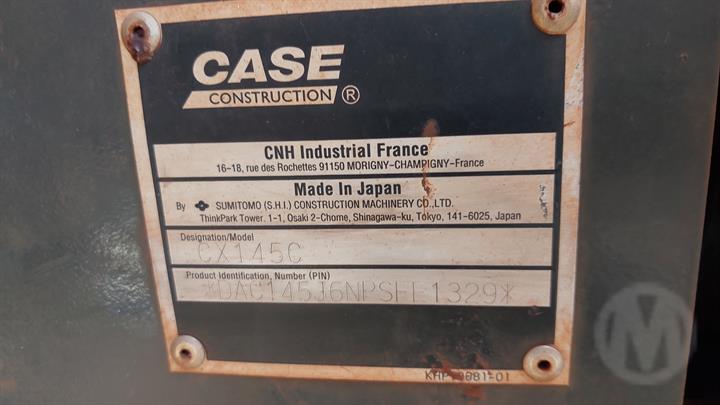 CASE
CONSTRUCTION ®
CNH Industrial France
16-18, rue des Rochettes 91150 MORIGNY-CHAMPIGNY-France
Made In Japan
By SUMITOMO (S.H.I.) CONSTRUCTION MACHINERY CO., LTD.
ThinkPark Tower. 1-1, Osaki 2-Chome, Shinagawa-ku, Tokyo, 141-6025, Japan
Designation/Model
CX145C
Product Identification, Number (PIN)
M